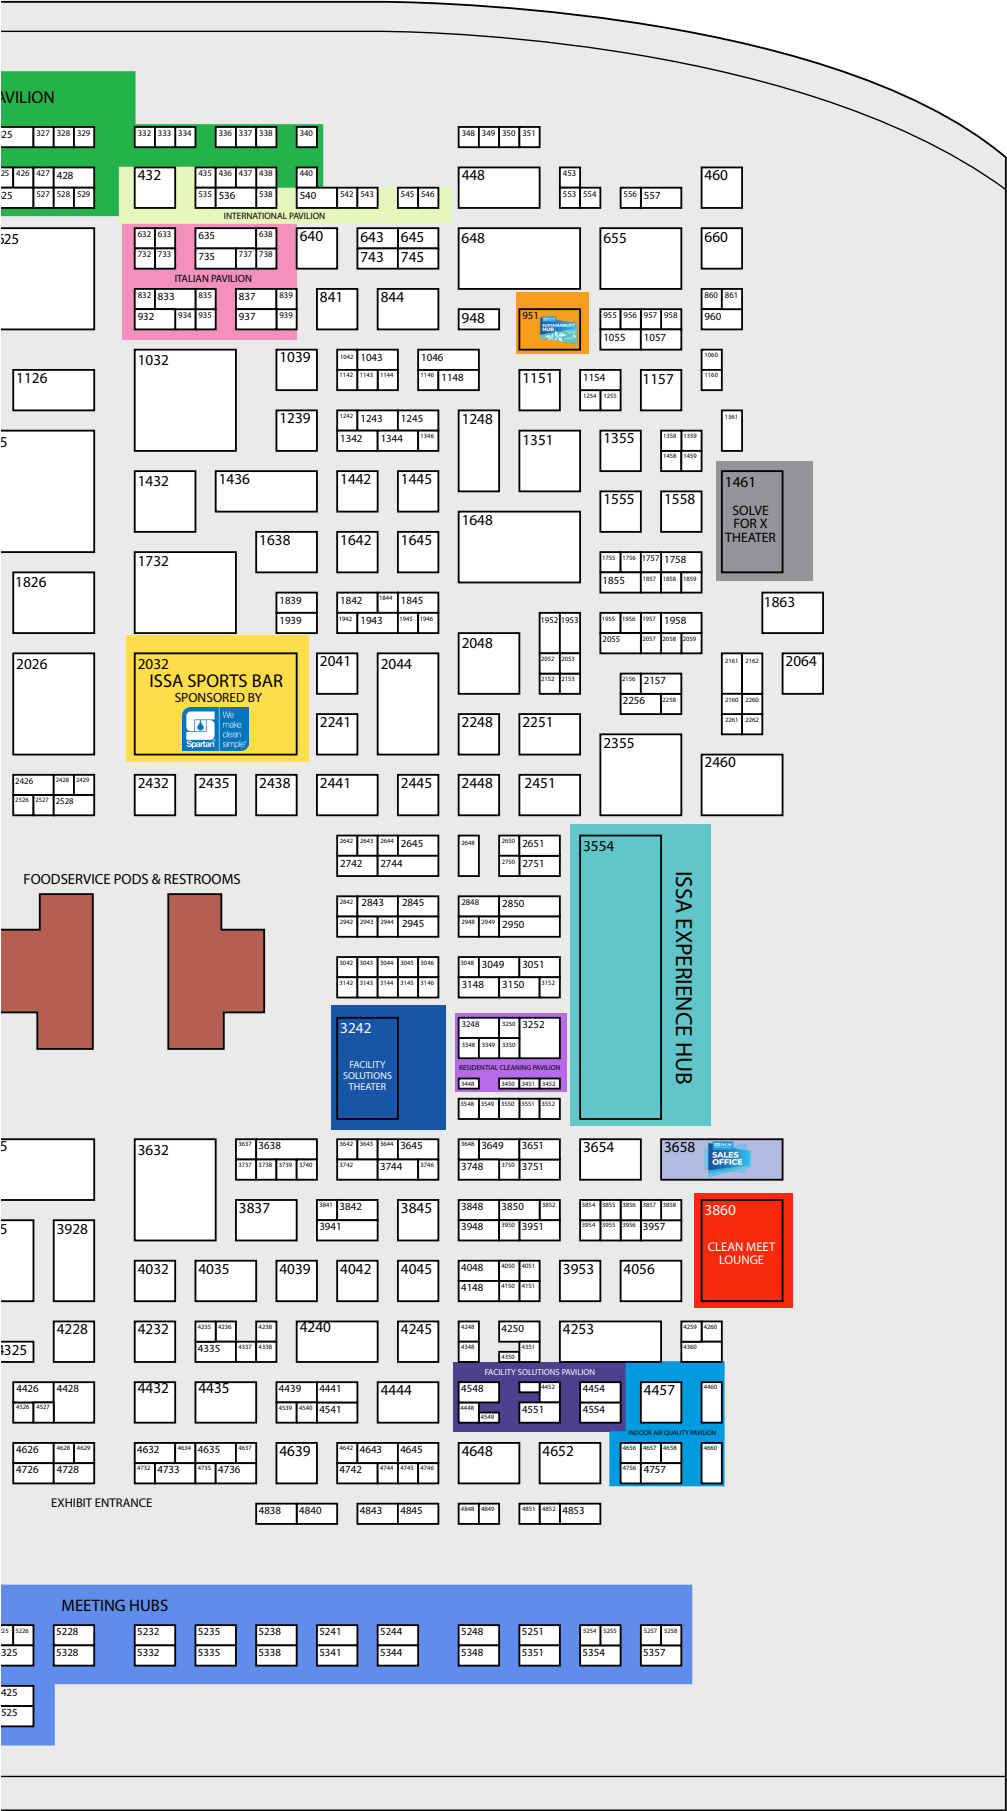 AVILION
325 327 328 329 332 333 334 336 337 338 340 348 349 350 351
425 426 427 428 432 435 436 437 438 440 448 453 460
525 527 528 529 535 536 538 540 542 543 545 546 553 554 556 557
INTERNATIONAL PAVILION
625 632 633 635 638 640 643 645 648 655 660
732 733 735 737 738 743 745
ITALIAN PAVILION
832 833 835 837 839 841 844 860 861
932 934 935 937 939 948 951 955 956 957 958 960
SUSTAINABILITY
HUB
1055 1057
1032 1039 1042 1043 1046 1060
1126 1142 1143 1144 1146 1148 1151 1154 1157 1160
1254 1255
1239 1242 1243 1245 1248 1361
5 1342 1344 1346 1351 1355 1358 1359
1458 1459
1432 1436 1442 1445 1461
SOLVE
FOR X
THEATER
1555 1558
1648
1638 1642 1645
1732 1755 1756 1757 1758
1826 1855 1857 1858 1859
1839 1842 1844 1845 1863
1939 1942 1943 1945 1946 1952 1953 1955 1956 1957 1958
2048 2055 2057 2058 2059
2026 2032 2041 2044 2052 2053 2161 2162 2064
ISSA SPORTS BAR
SPONSORED BY
Spartan
We
make
clean
simple
2152 2153 2156 2157
2256 2258 2160 2260
2241 2248 2251 2261 2262
2355
2460
2426 2428 2429 2432 2435 2438 2441 2445 2448 2451
2526 2527 2528
2642 2643 2644 2645 2648 2650 2651
2742 2744 2750 2751
3554
ISSA EXPERIENCE HUB
FOODSERVICE PODS & RESTROOMS
2842 2843 2845 2848 2850
2942 2943 2944 2945 2948 2949 2950
3042 3043 3044 3045 3046 3048 3049 3051
3142 3143 3144 3145 3146 3148 3150 3152
3242 3248 3250 3252
FACILITY
SOLUTIONS
THEATER
3348 3349 3350
RESIDENTIAL CLEANING PAVILION
3448 3450 3451 3452
3548 3549 3550 3551 3552
5 3632 3637 3638 3642 3643 3644 3645 3648 3649 3651 3654 3658
SALES
OFFICE
3737 3738 3739 3740 3742 3744 3746 3748 3750 3751
3837 3841 3842 3845 3848 3850 3852 3854 3855 3856 3857 3858 3860
CLEAN MEET
LOUNGE
5 3928 3941 3948 3950 3951 3954 3955 3956 3957
4032 4035 4039 4042 4045 4048 4050 4051 3953 4056
4148 4150 4151
4228 4232 4235 4236 4238 4240 4245 4248 4250 4253 4259 4260
4325 4335 4337 4338 4348 4350 4351 4360
FACILITY SOLUTIONS PAVILION
4426 4428 4432 4435 4439 4441 4444 4548 4452 4454 4457 4460
4526 4527 4539 4540 4541 4448 4549 4551 4554
INDOOR AIR QUALITY PAVILION
4626 4628 4629 4632 4634 4635 4637 4639 4642 4643 4645 4648 4652 4656 4657 4658 4660
4726 4728 4732 4733 4735 4736 4742 4744 4745 4746 4756 4757
EXHIBIT ENTRANCE
4838 4840 4843 4845 4848 4849 4851 4852 4853
MEETING HUBS
225 5226 5228 5232 5235 5238 5241 5244 5248 5251 5254 5255 5257 5258
325 5328 5332 5335 5338 5341 5344 5348 5351 5354 5357
425
525